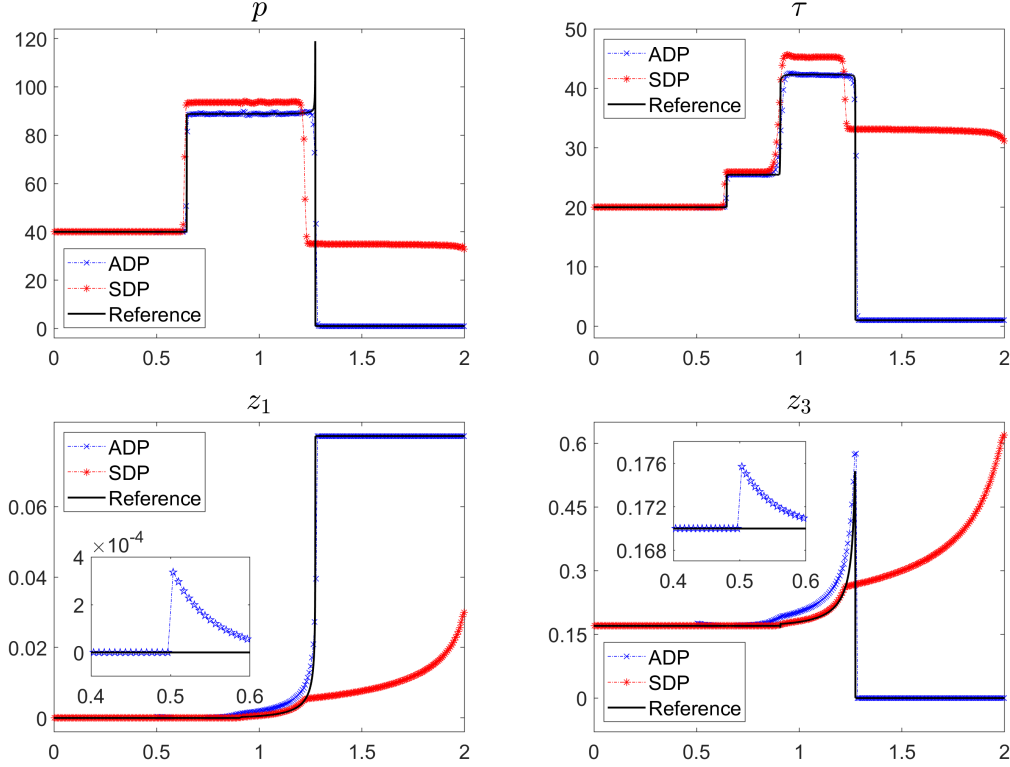 p
120
100
80
60
40
20
0
ADP
SDP
Reference
0 0.5 1 1.5 2
τ
50
40
30
20
10
0
ADP
SDP
Reference
0 0.5 1 1.5 2
z1
0.06
0.04
0.02
0
ADP
SDP
Reference
4 × 10-4
2
0
0.4 0.5 0.6
0 0.5 1 1.5 2
z3
0.6
0.45
0.3
0.15
0
0.176
0.172
0.168
0.4 0.5 0.6
ADP
SDP
Reference
0 0.5 1 1.5 2